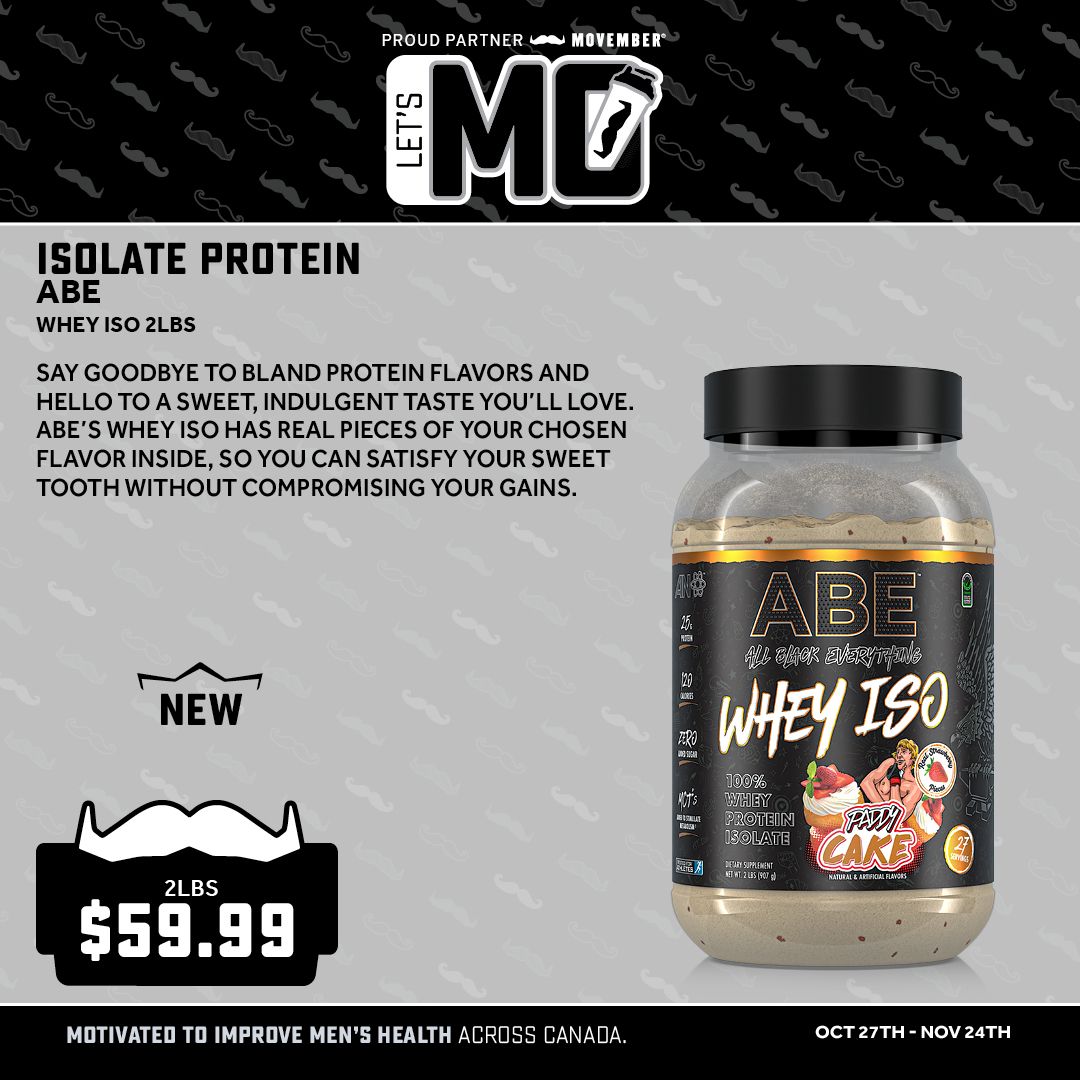 PROUD PARTNER MOVEMBER®
LET'S
MO
ISOLATE PROTEIN
ABE
WHEY ISO 2LBS
SAY GOODBYE TO BLAND PROTEIN FLAVORS AND
HELLO TO A SWEET, INDULGENT TASTE YOU'LL LOVE.
ABE'S WHEY ISO HAS REAL PIECES OF YOUR CHOSEN
FLAVOR INSIDE, SO YOU CAN SATISFY YOUR SWEET
TOOTH WITHOUT COMPROMISING YOUR GAINS.
NEW
2LBS
$59.99
ABE™
ALL BLACK EVERYTHING
WHEY ISO
25g
PROTEIN
120
CALORIES
ZERO
ADDED SUGAR
MCT's
100%
WHEY
PROTEIN
ISOLATE
Real Strawberry
Pieces
PADDY
CAKE
27
SERVINGS
DIETARY SUPPLEMENT
NET WT. 2 LBS (907 g)
NATURAL & ARTIFICIAL FLAVORS
MOTIVATED TO IMPROVE MEN'S HEALTH ACROSS CANADA.
OCT 27TH - NOV 24TH